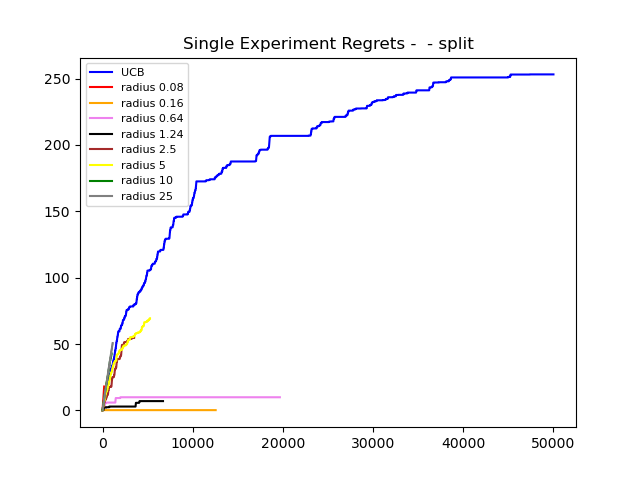 Single Experiment Regrets -  - split
250
200
150
100
50
0
UCB
radius 0.08
radius 0.16
radius 0.64
radius 1.24
radius 2.5
radius 5
radius 10
radius 25
0 10000 20000 30000 40000 50000